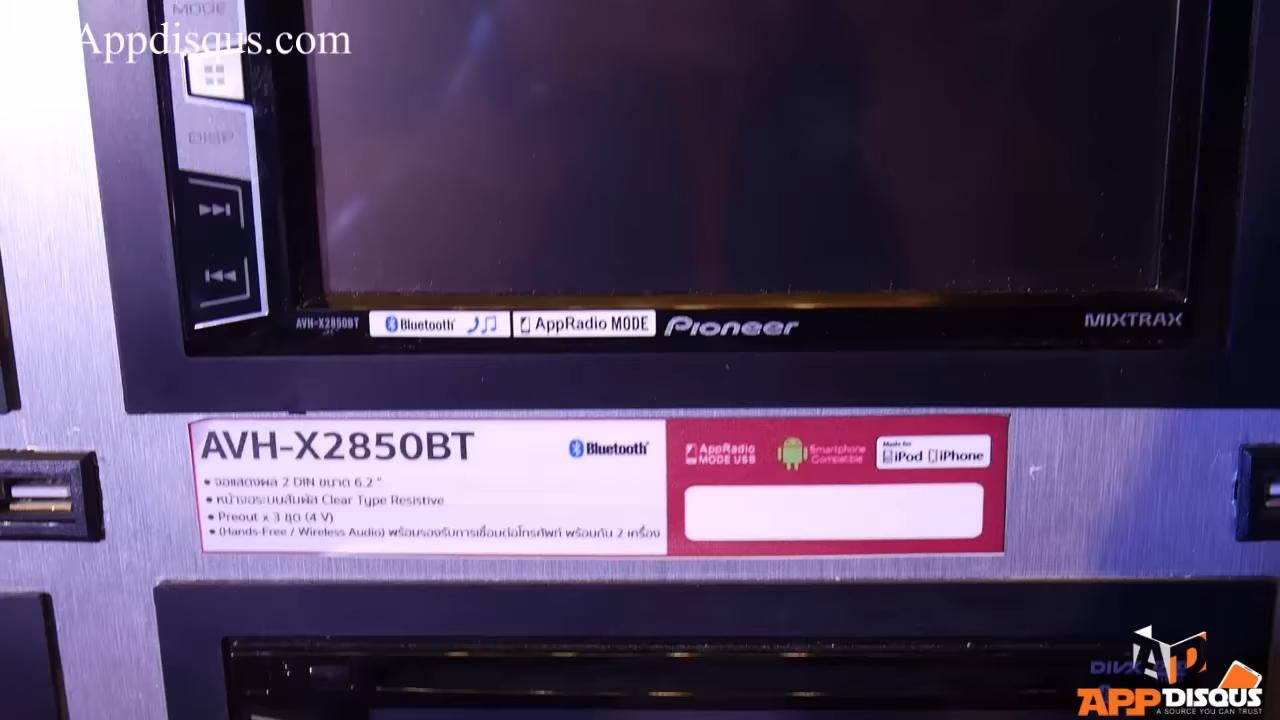 MODE
Appdisqus.com
DISP
AVH-X2850BT
Bluetooth
AppRadio MODE
Pioneer
MIXTRAX
AVH-X2850BT
Bluetooth
• จอแสดงผล 2 DIN ขนาด 6.2 "
• หน้าจอระบบสัมผัส Clear Type Resistive
• Preout x 3 ชุด (4 V)
• (Hands-Free / Wireless Audio) พร้อมรองรับการเชื่อมต่อโทรศัพท์ พร้อมกัน 2 เครื่อง
AppRadio
MODE USB
Smartphone
Compatible
Made for
iPod iPhone
APPDISQUS
A SOURCE YOU CAN TRUST